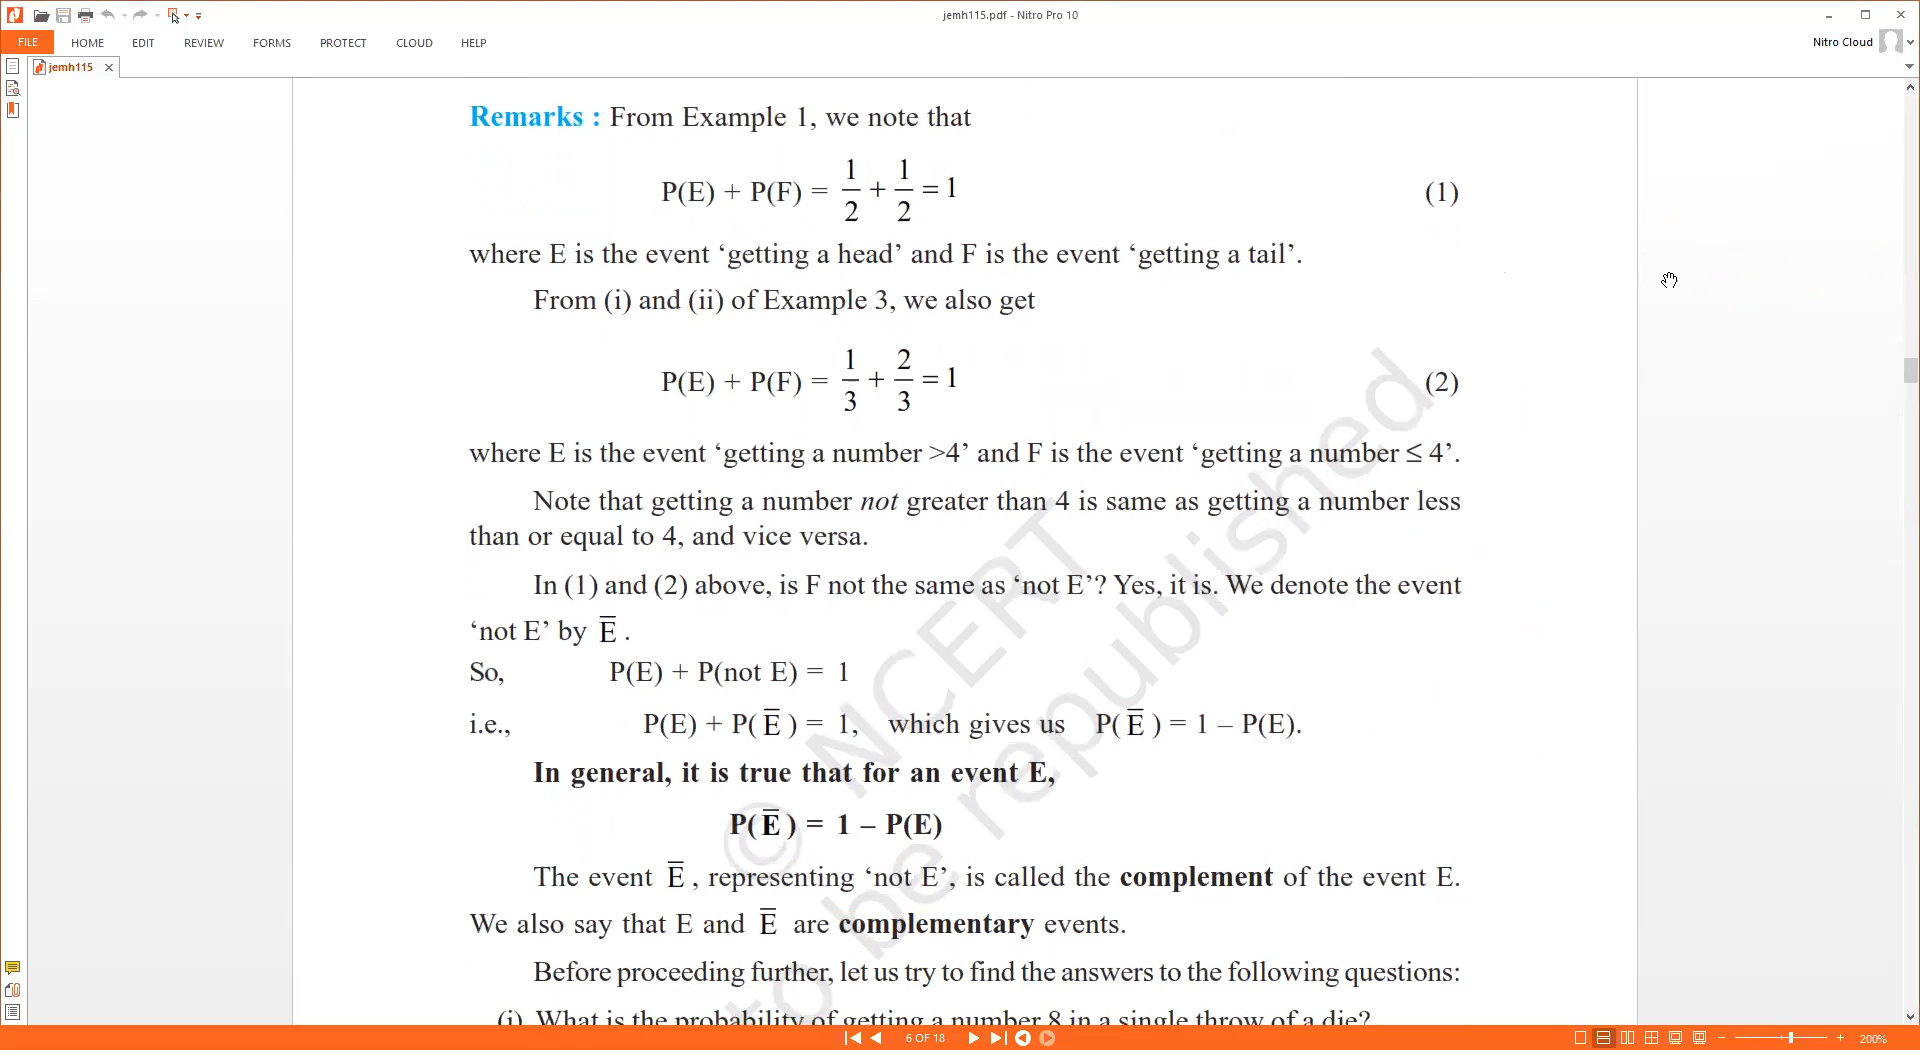 jemh115.pdf - Nitro Pro 10
FILE HOME EDIT REVIEW FORMS PROTECT CLOUD HELP
Nitro Cloud
jemh115
Remarks : From Example 1, we note that
P(E) + P(F) = 1/2 + 1/2 = 1 (1)
where E is the event ‘getting a head’ and F is the event ‘getting a tail’.
From (i) and (ii) of Example 3, we also get
P(E) + P(F) = 1/3 + 2/3 = 1 (2)
where E is the event ‘getting a number >4’ and F is the event ‘getting a number ≤ 4’.
Note that getting a number not greater than 4 is same as getting a number less
than or equal to 4, and vice versa.
In (1) and (2) above, is F not the same as ‘not E’? Yes, it is. We denote the event
‘not E’ by E̅ .
So, P(E) + P(not E) = 1
i.e., P(E) + P( E̅ ) = 1, which gives us P( E̅ ) = 1 – P(E).
In general, it is true that for an event E,
P( E̅ ) = 1 – P(E)
The event E̅ , representing ‘not E’, is called the complement of the event E.
We also say that E and E̅ are complementary events.
Before proceeding further, let us try to find the answers to the following questions:
(i) What is the probability of getting a number 8 in a single throw of a die?
© NCERT
to be republished
6 OF 18
200%